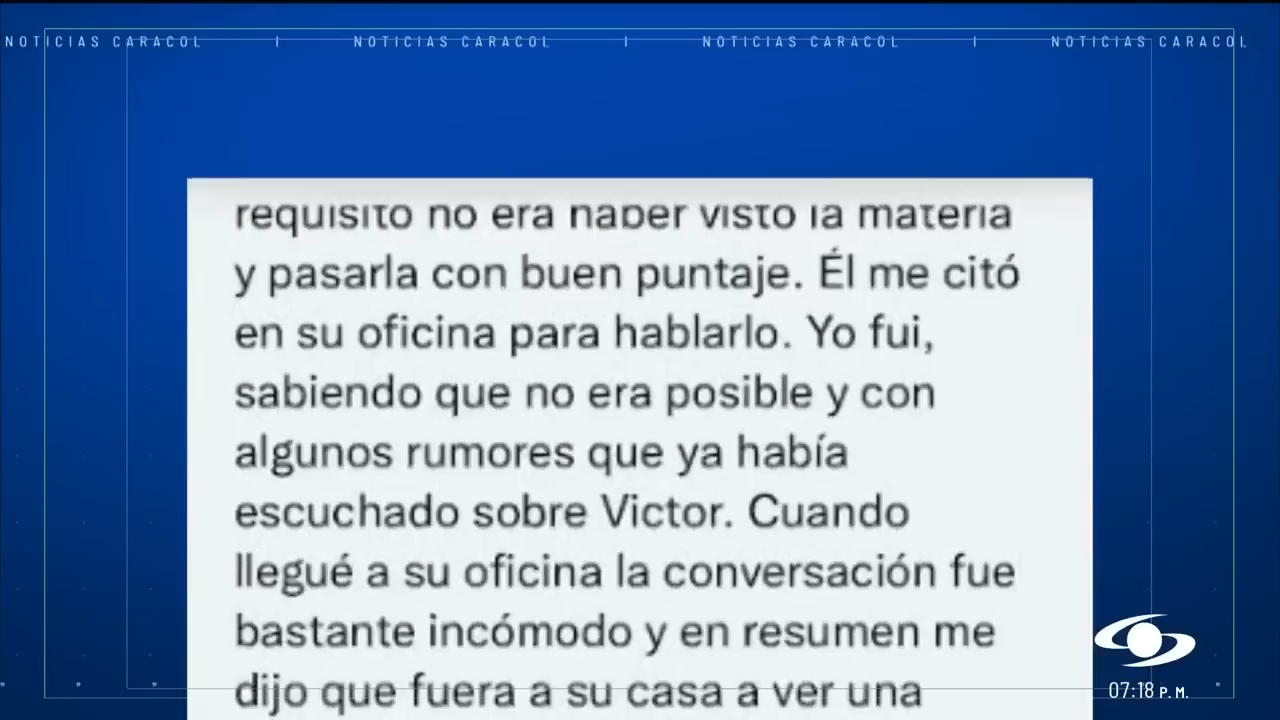 NOTICIAS CARACOL | NOTICIAS CARACOL | NOTICIAS CARACOL | NOTICIAS CARACOL
requisito no era haber visto la materia
y pasarla con buen puntaje. Él me citó
en su oficina para hablarlo. Yo fui,
sabiendo que no era posible y con
algunos rumores que ya había
escuchado sobre Victor. Cuando
llegué a su oficina la conversación fue
bastante incómodo y en resumen me
dijo que fuera a su casa a ver una
07:18 P.M.